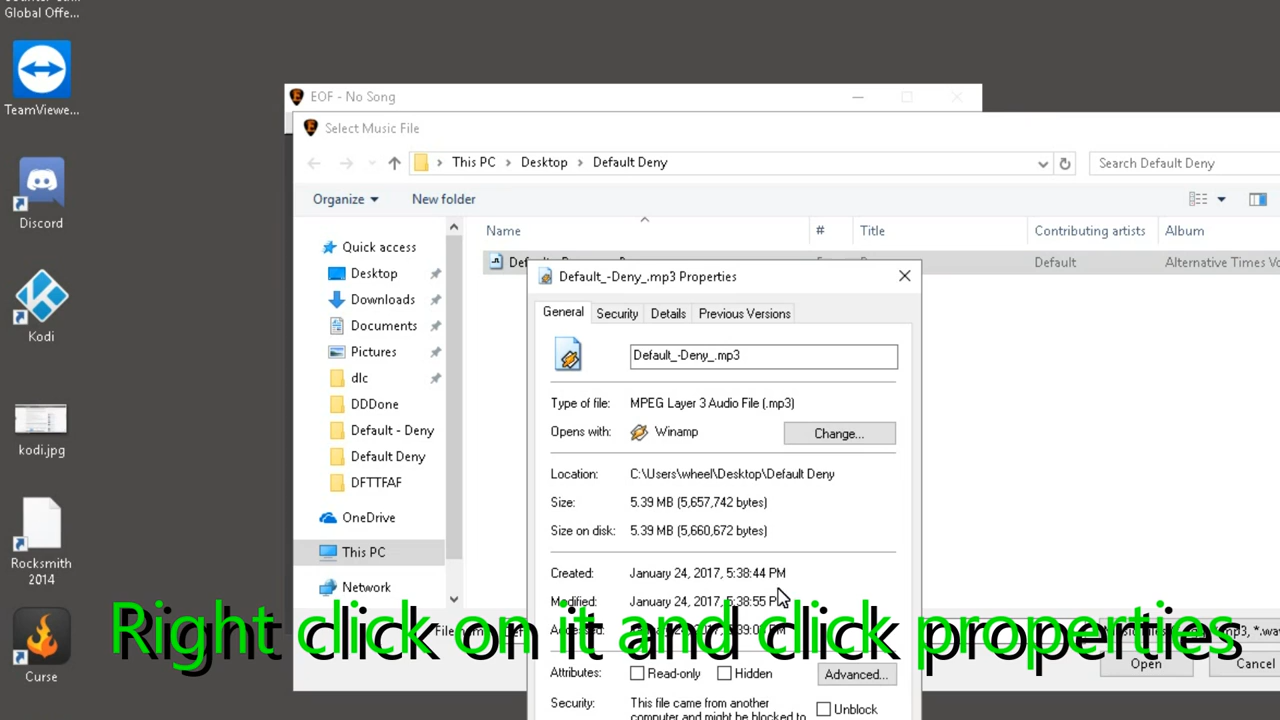 Global Offe...
TeamViewe...
Discord
Kodi
kodi.jpg
Rocksmith
2014
Curse
EOF - No Song
Select Music File
This PC > Desktop > Default Deny
Search Default Deny
Organize
New folder
Quick access
Desktop
Downloads
Documents
Pictures
dlc
DDDone
Default - Deny
Default Deny
DFTTFAF
OneDrive
This PC
Network
Name # Title Contributing artists Album
Default Alternative Times Vo
Default_-Deny_.mp3 Properties
General Security Details Previous Versions
Default_-Deny_.mp3
Type of file: MPEG Layer 3 Audio File (.mp3)
Opens with: Winamp Change...
Location: C:\Users\wheel\Desktop\Default Deny
Size: 5.39 MB (5,657,742 bytes)
Size on disk: 5.39 MB (5,660,672 bytes)
Created: January 24, 2017, 5:38:44 PM
Modified: January 24, 2017, 5:38:55 PM
Right click on it and click properties
Open Cancel
Attributes: Read-only Hidden Advanced...
Security: This file came from another
computer and might be blocked to
Unblock